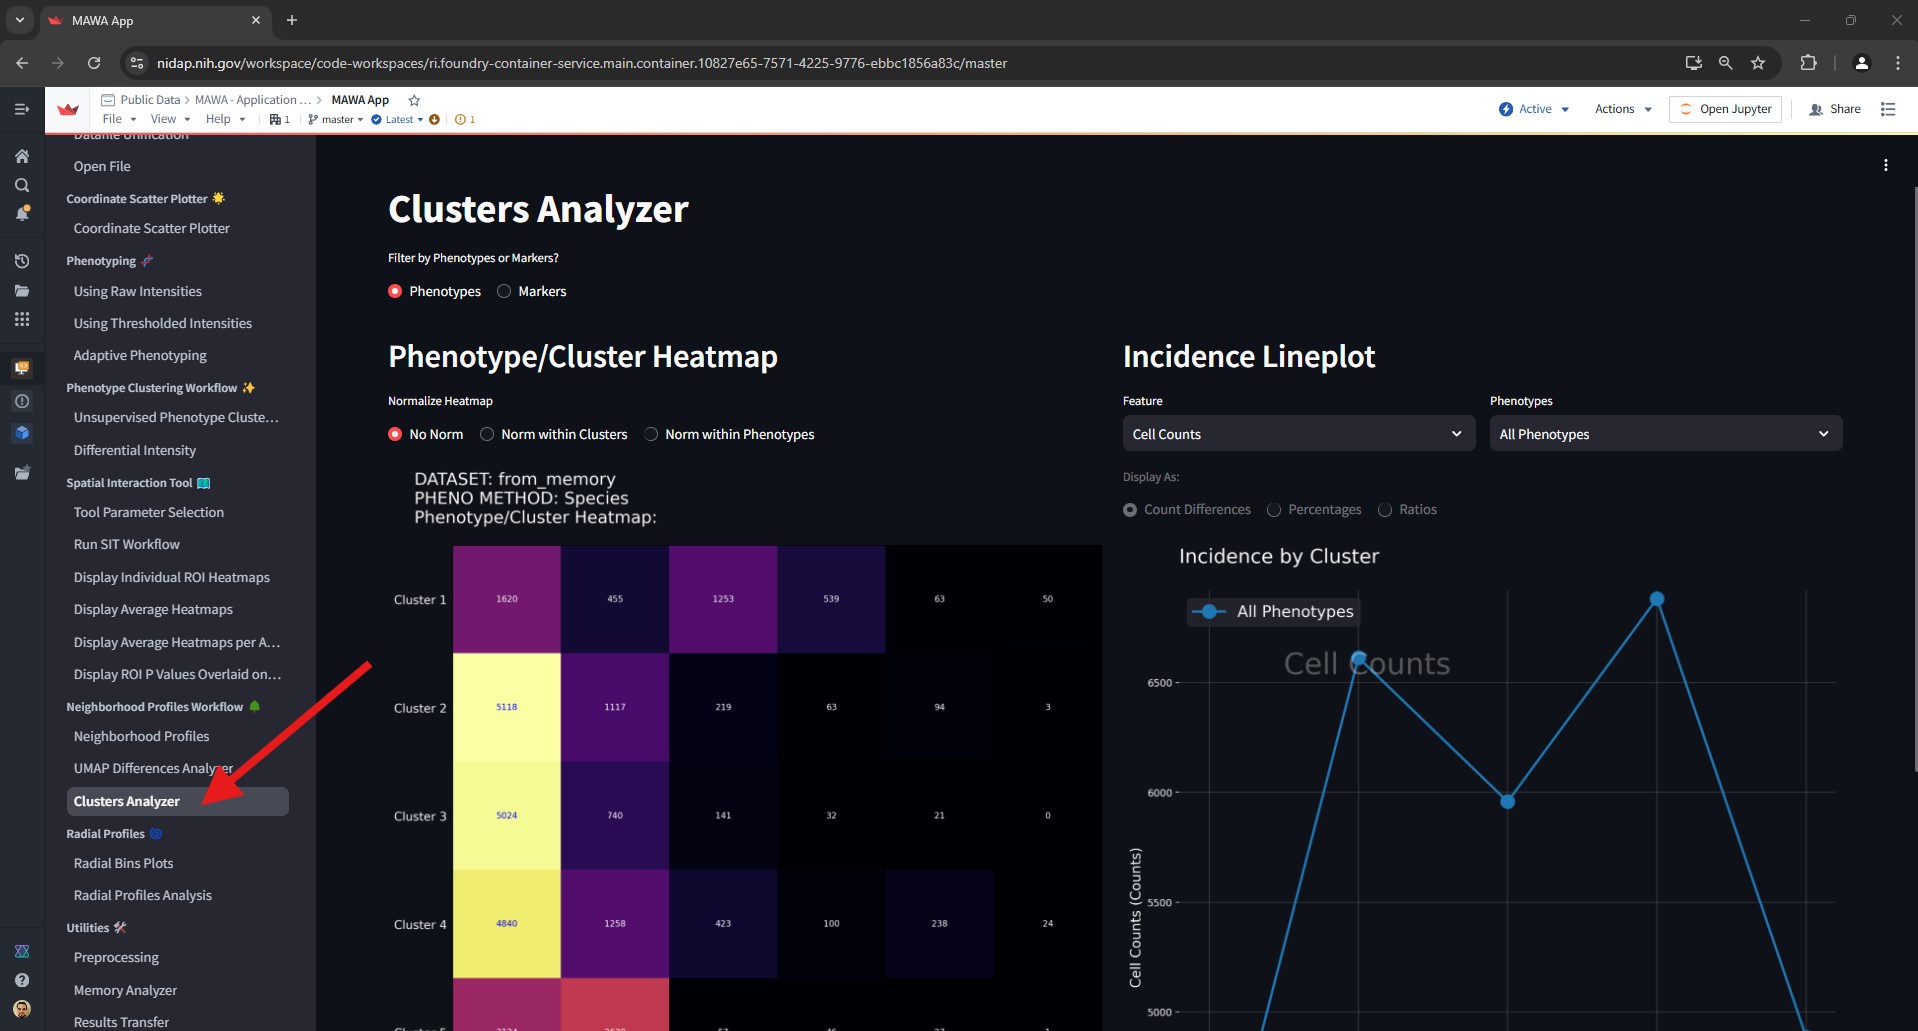 MAWA App
nidap.nih.gov/workspace/code-workspaces/ri.foundry-container-service.main.container.10827e65-7571-4225-9776-ebbc1856a83c/master
Public Data > MAWA - Application ... > MAWA App
File View Help 1 master Latest 1
Active Actions Open Jupyter Share
Datafile Unification
Open File
Coordinate Scatter Plotter
Coordinate Scatter Plotter
Phenotyping
Using Raw Intensities
Using Thresholded Intensities
Adaptive Phenotyping
Phenotype Clustering Workflow
Unsupervised Phenotype Cluste...
Differential Intensity
Spatial Interaction Tool
Tool Parameter Selection
Run SIT Workflow
Display Individual ROI Heatmaps
Display Average Heatmaps
Display Average Heatmaps per A...
Display ROI P Values Overlaid on...
Neighborhood Profiles Workflow
Neighborhood Profiles
UMAP Differences Analyzer
Clusters Analyzer
Radial Profiles
Radial Bins Plots
Radial Profiles Analysis
Utilities
Preprocessing
Memory Analyzer
Results Transfer
Clusters Analyzer
Filter by Phenotypes or Markers?
Phenotypes Markers
Phenotype/Cluster Heatmap
Normalize Heatmap
No Norm Norm within Clusters Norm within Phenotypes
DATASET: from_memory
PHENO METHOD: Species
Phenotype/Cluster Heatmap:
Cluster 1 1620 455 1253 539 63 50
Cluster 2 5118 1117 219 63 94 3
Cluster 3 5024 740 141 32 21 0
Cluster 4 4840 1258 423 100 238 24
Incidence Lineplot
Feature Phenotypes
Cell Counts All Phenotypes
Display As:
Count Differences Percentages Ratios
Incidence by Cluster
All Phenotypes
Cell Counts
6500
6000
5500
5000
Cell Counts (Counts)